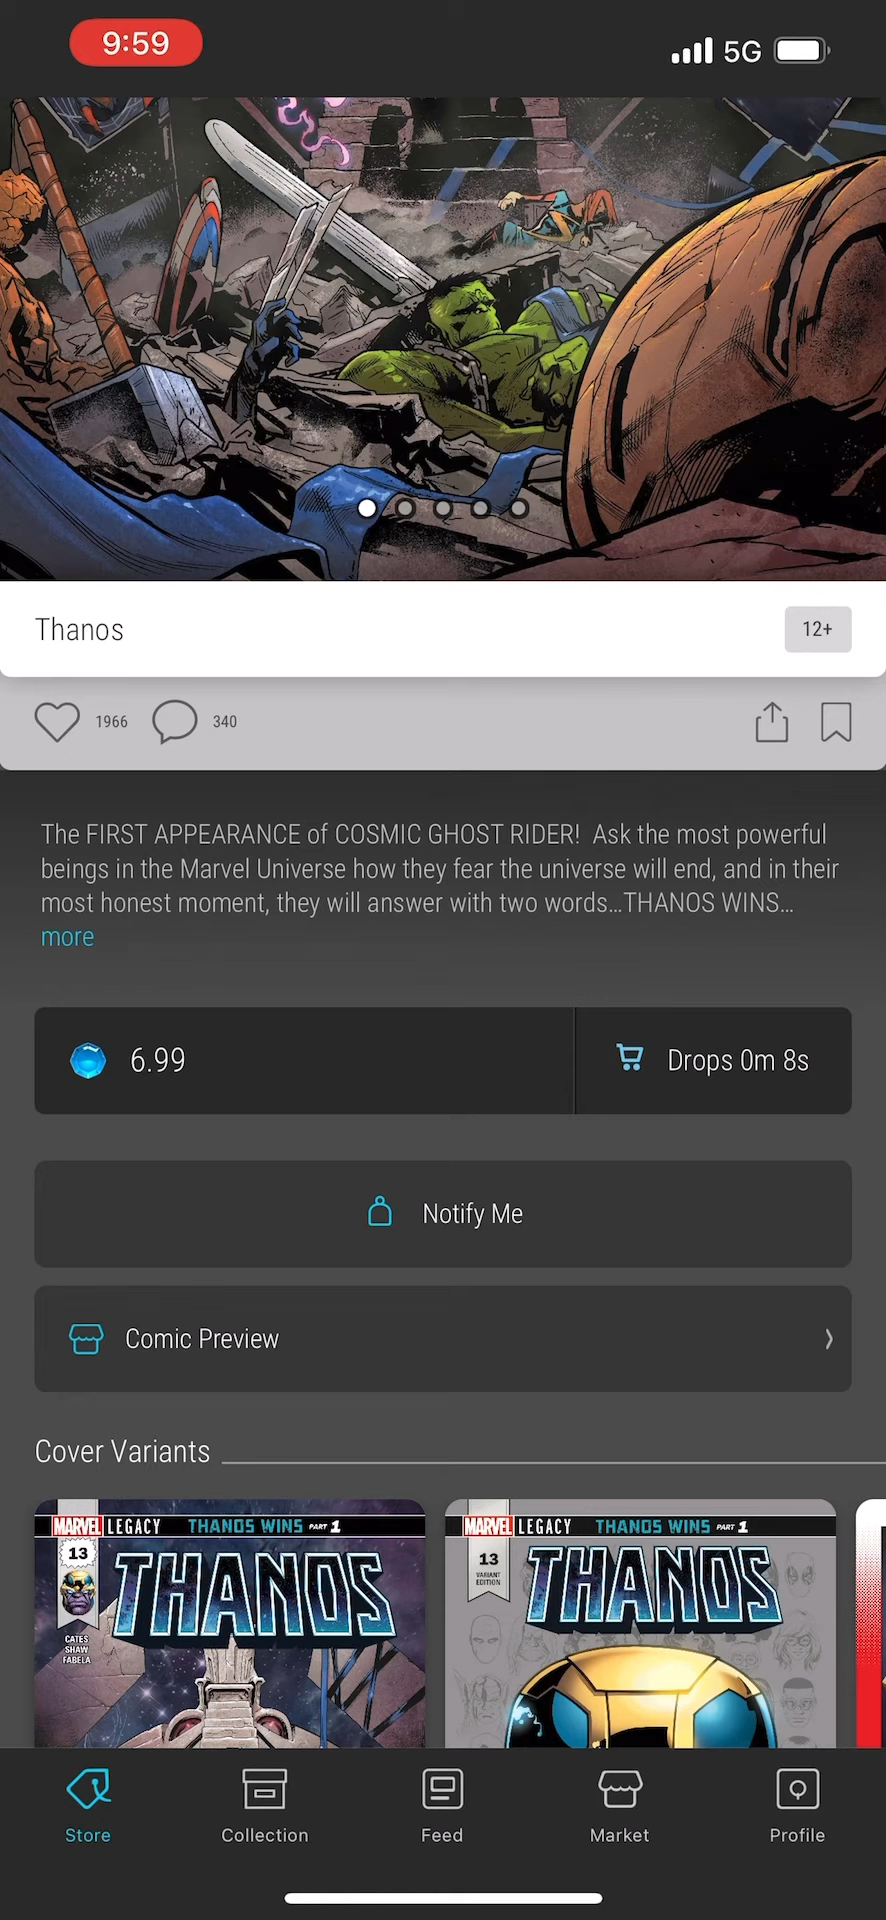 9:59
5G
Thanos
12+
1966
340
The FIRST APPEARANCE of COSMIC GHOST RIDER!  Ask the most powerful
beings in the Marvel Universe how they fear the universe will end, and in their
most honest moment, they will answer with two words...THANOS WINS...
more
6.99
Drops 0m 8s
Notify Me
Comic Preview
Cover Variants
MARVEL LEGACY THANOS WINS PART 1
13
THANOS
CATES
SHAW
FABELA
MARVEL LEGACY THANOS WINS PART 1
13
VARIANT
EDITION
THANOS
Store
Collection
Feed
Market
Profile